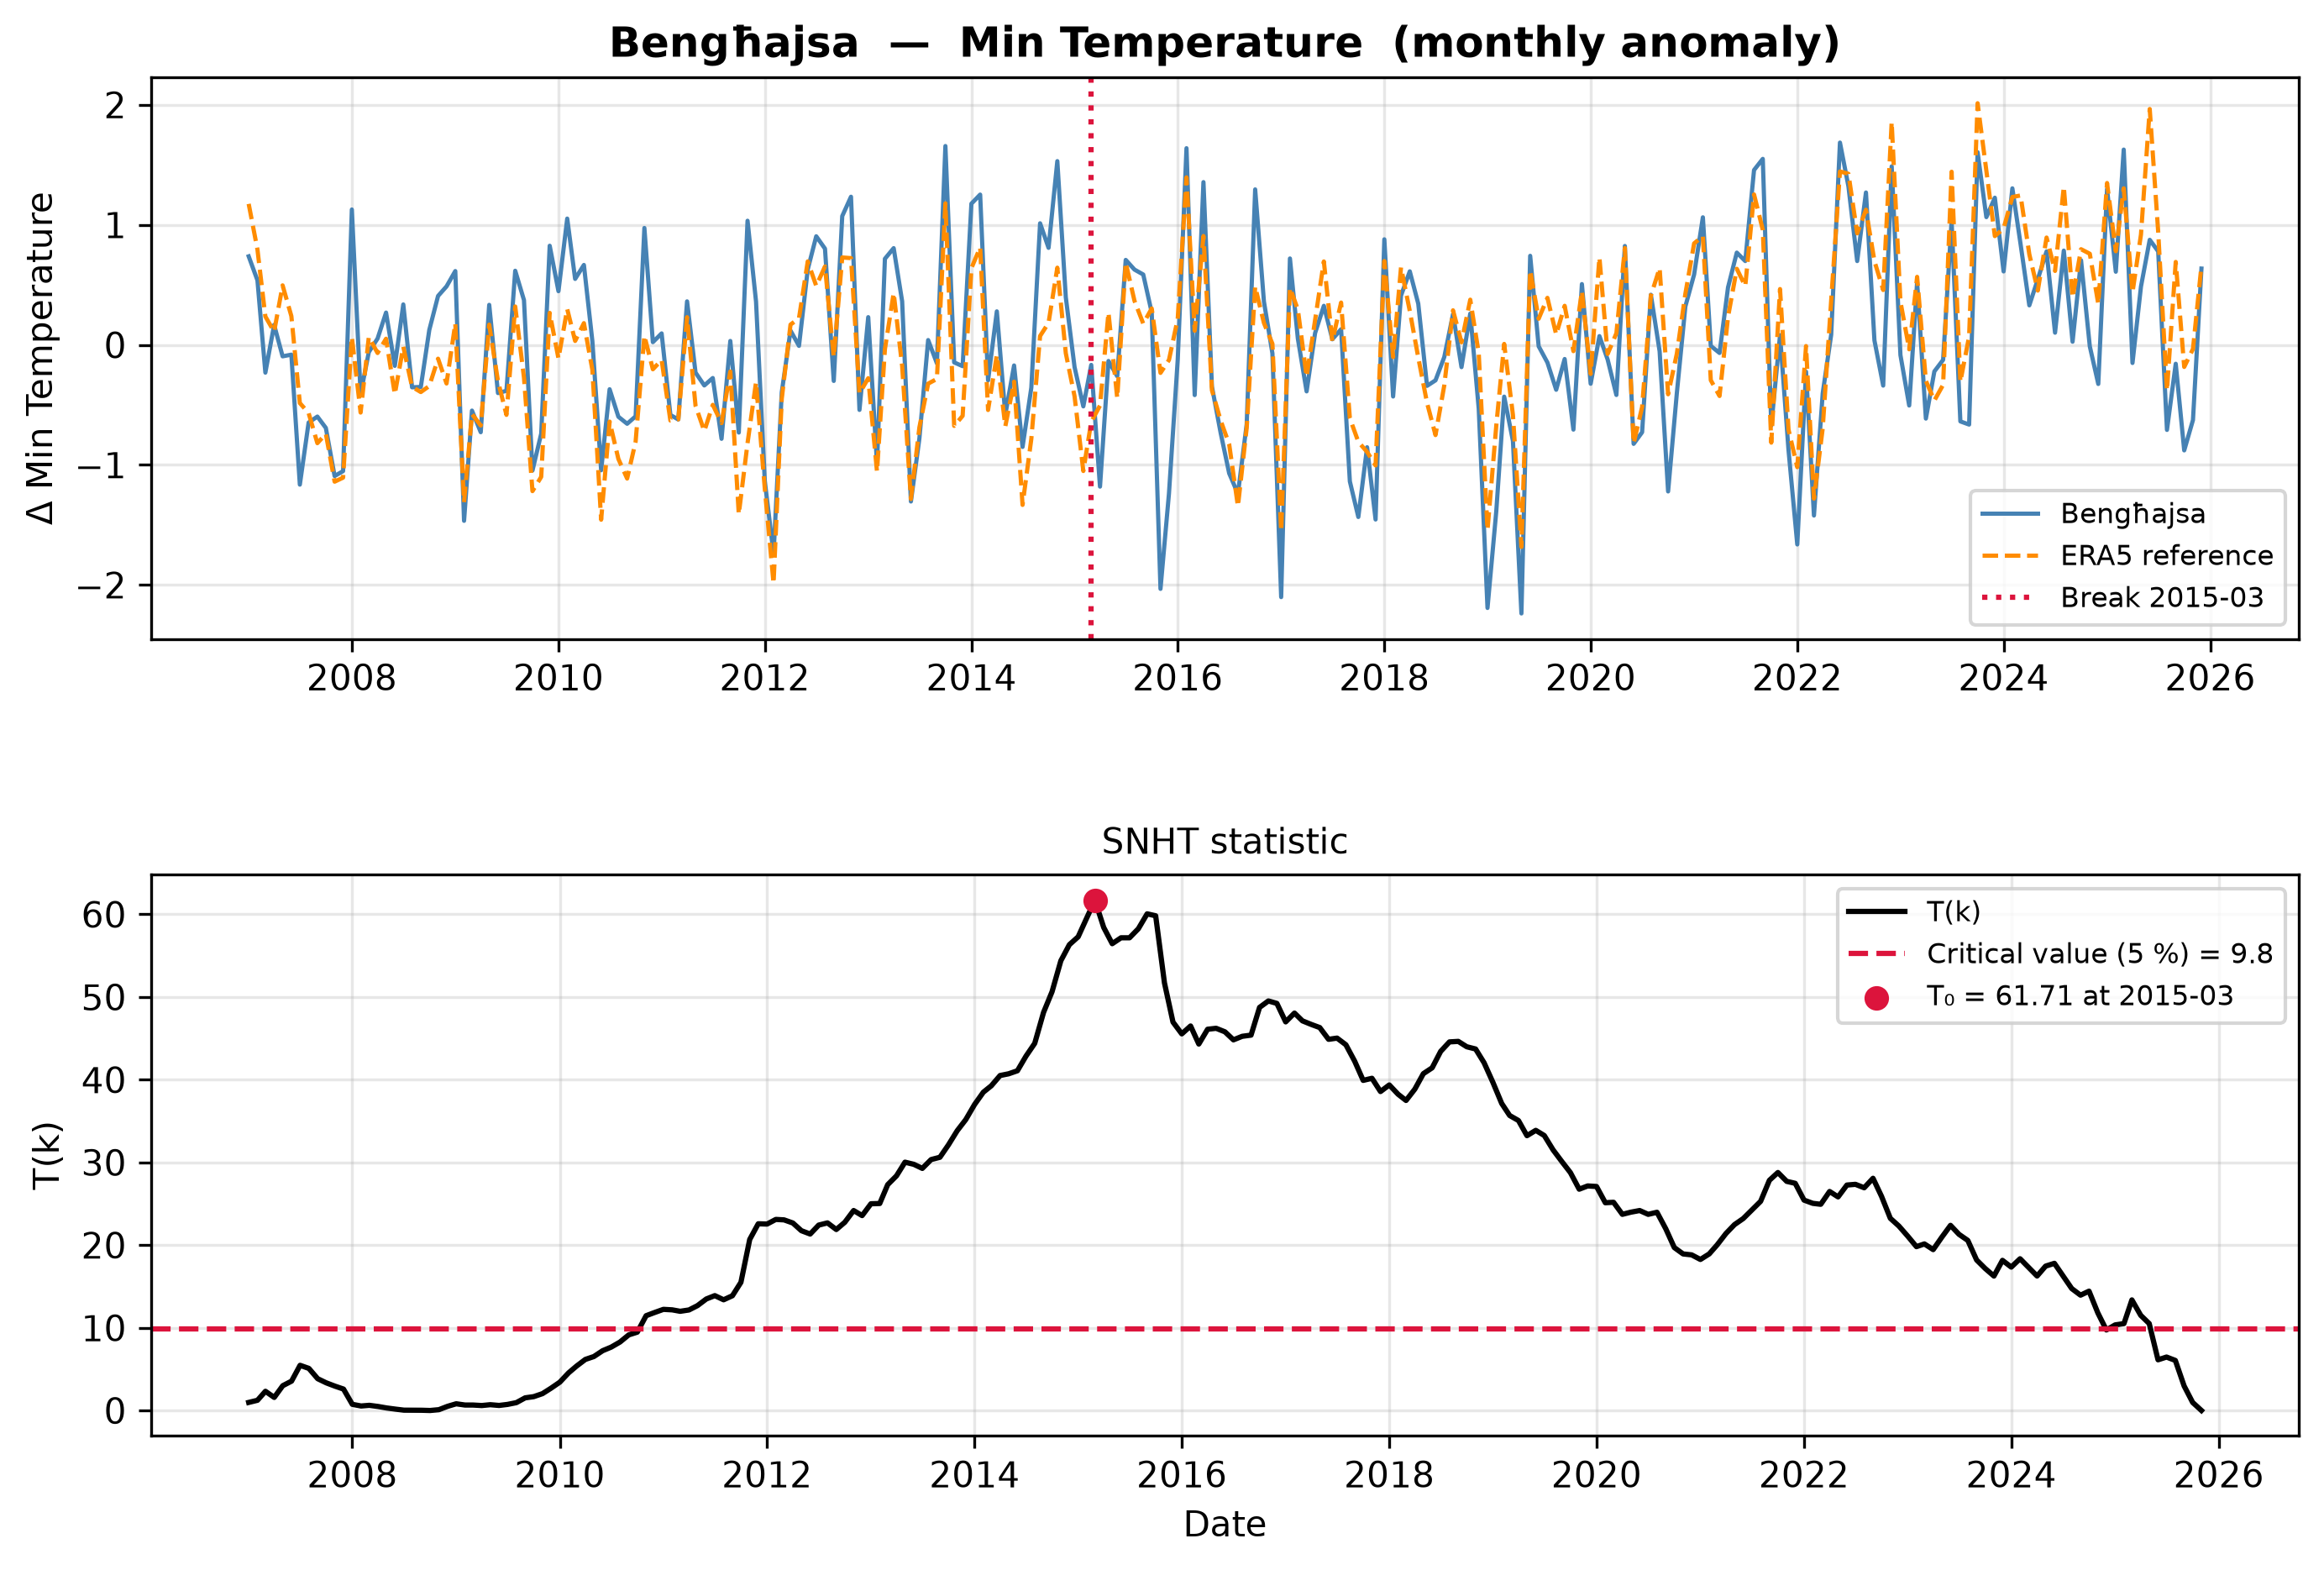 Bengħajsa — Min Temperature (monthly anomaly)
Δ Min Temperature
2
1
0
−1
−2
Bengħajsa
ERA5 reference
Break 2015-03
2008 2010 2012 2014 2016 2018 2020 2022 2024 2026
SNHT statistic
T(k)
60
50
40
30
20
10
0
T(k)
Critical value (5 %) = 9.8
T₀ = 61.71 at 2015-03
2008 2010 2012 2014 2016 2018 2020 2022 2024 2026
Date